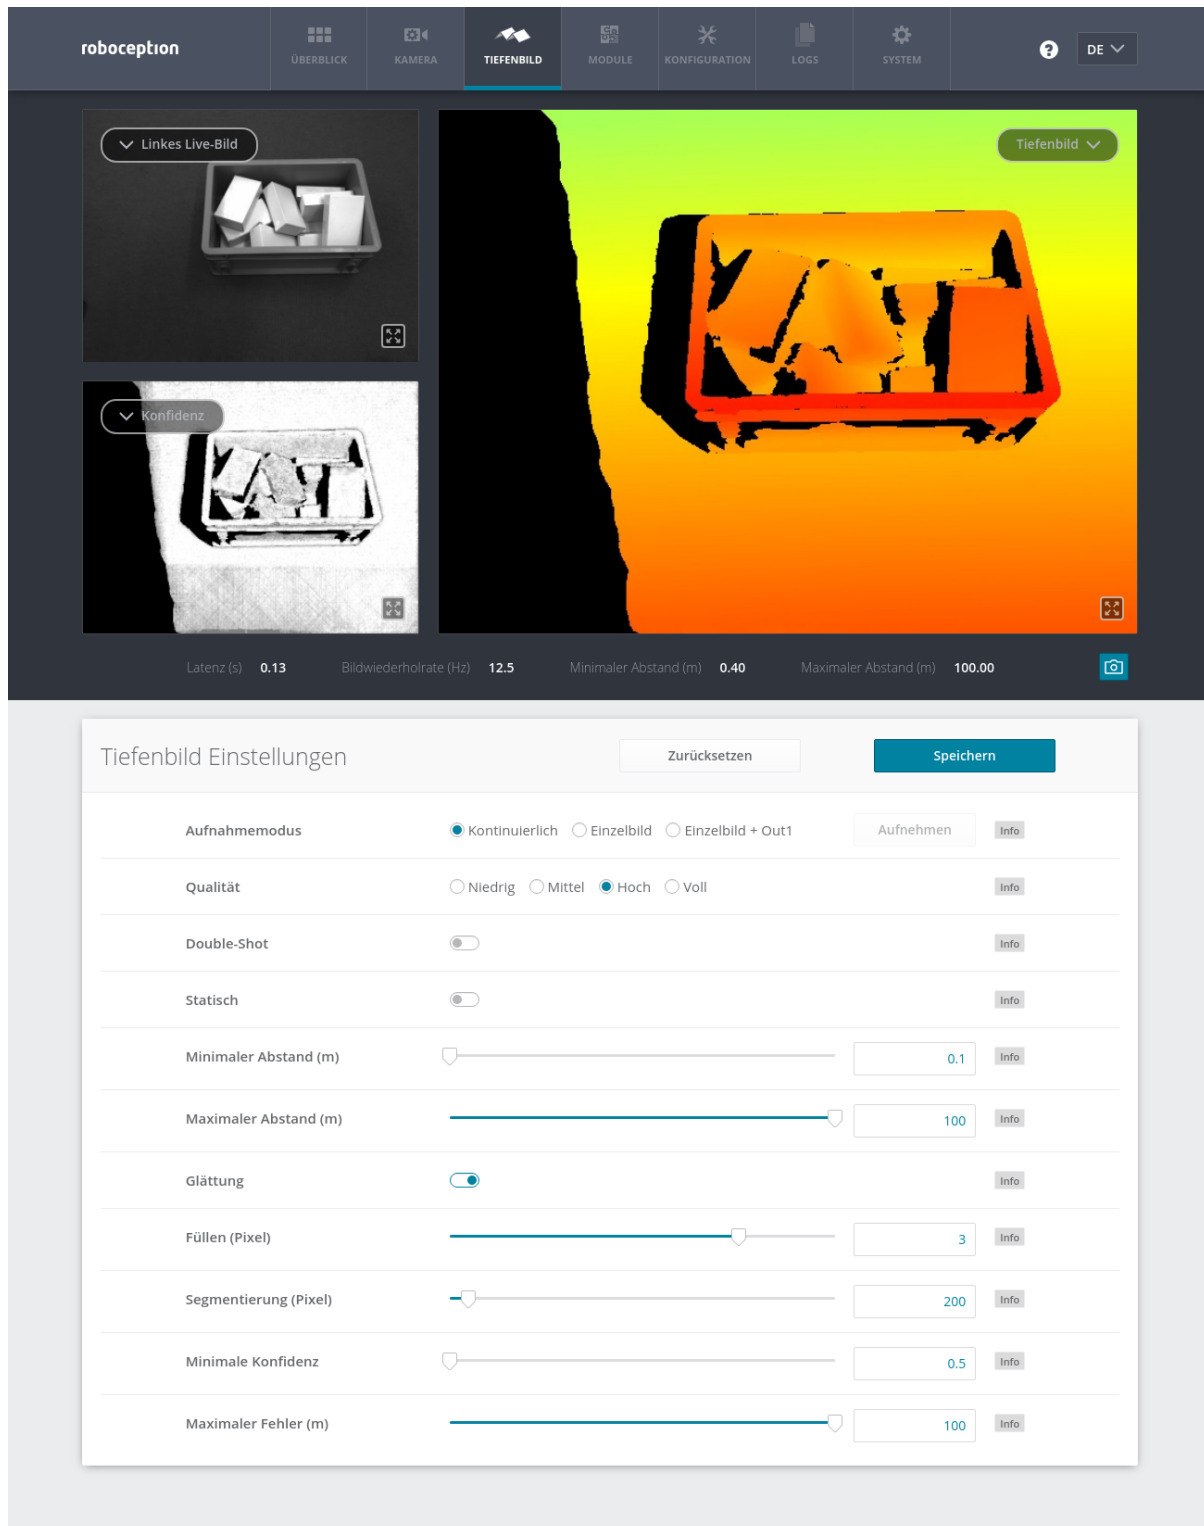 roboception
ÜBERBLICK
KAMERA
TIEFENBILD
MODULE
KONFIGURATION
LOGS
SYSTEM
?
DE
Linkes Live-Bild
Tiefenbild
Konfidenz
Latenz (s) 0.13 Bildwiederholrate (Hz) 12.5 Minimaler Abstand (m) 0.40 Maximaler Abstand (m) 100.00
Tiefenbild Einstellungen Zurücksetzen Speichern
Aufnahmemodus Kontinuierlich Einzelbild Einzelbild + Out1 Aufnehmen Info
Qualität Niedrig Mittel Hoch Voll Info
Double-Shot Info
Statisch Info
Minimaler Abstand (m) 0.1 Info
Maximaler Abstand (m) 100 Info
Glättung Info
Füllen (Pixel) 3 Info
Segmentierung (Pixel) 200 Info
Minimale Konfidenz 0.5 Info
Maximaler Fehler (m) 100 Info